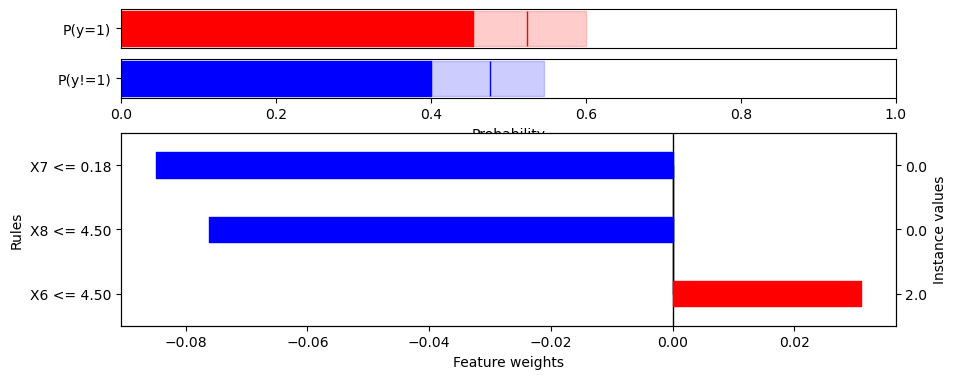 P(y=1)
P(y!=1)
0.0 0.2 0.4 0.6 0.8 1.0
Probability
X7 <= 0.18 0.0
X8 <= 4.50 0.0
X6 <= 4.50 2.0
Rules
Instance values
−0.08 −0.06 −0.04 −0.02 0.00 0.02
Feature weights